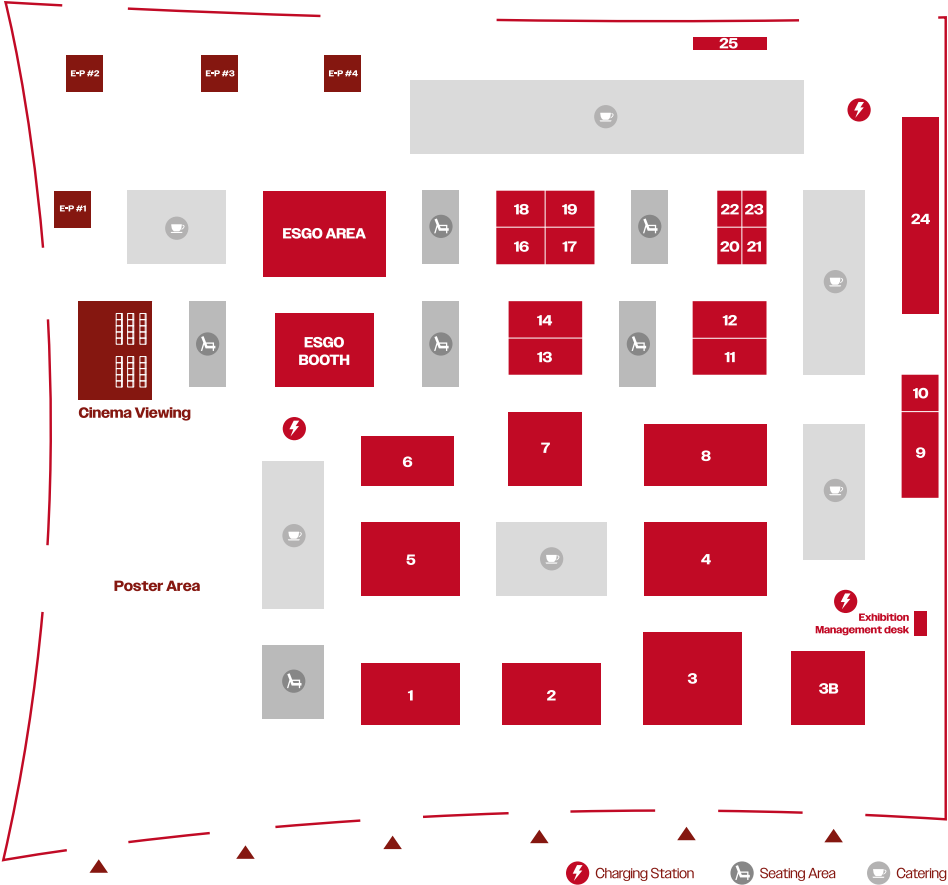 25
E-P #2
E-P #3
E-P #4
E-P #1
ESGO AREA
18
19
16
17
22
23
20
21
24
ESGO
BOOTH
14
13
12
11
10
9
Cinema Viewing
6
7
8
5
4
Poster Area
Exhibition
Management desk
1
2
3
3B
Charging Station
Seating Area
Catering